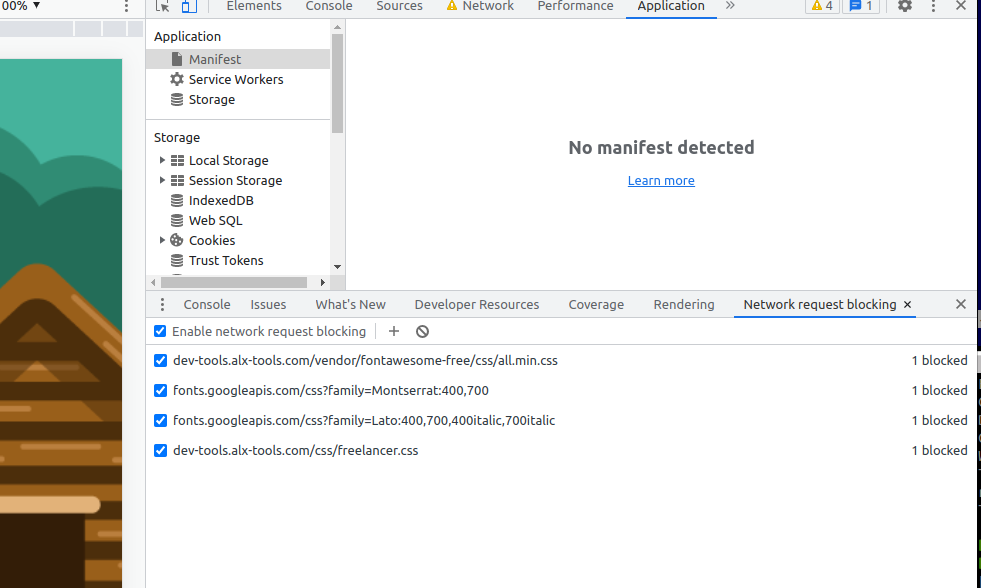 00% ▼
Elements Console Sources Network Performance Application » 4 1
Application
Manifest
Service Workers
Storage
Storage
Local Storage
Session Storage
IndexedDB
Web SQL
Cookies
Trust Tokens
No manifest detected
Learn more
Console Issues What's New Developer Resources Coverage Rendering Network request blocking ×
Enable network request blocking
dev-tools.alx-tools.com/vendor/fontawesome-free/css/all.min.css 1 blocked
fonts.googleapis.com/css?family=Montserrat:400,700 1 blocked
fonts.googleapis.com/css?family=Lato:400,700,400italic,700italic 1 blocked
dev-tools.alx-tools.com/css/freelancer.css 1 blocked